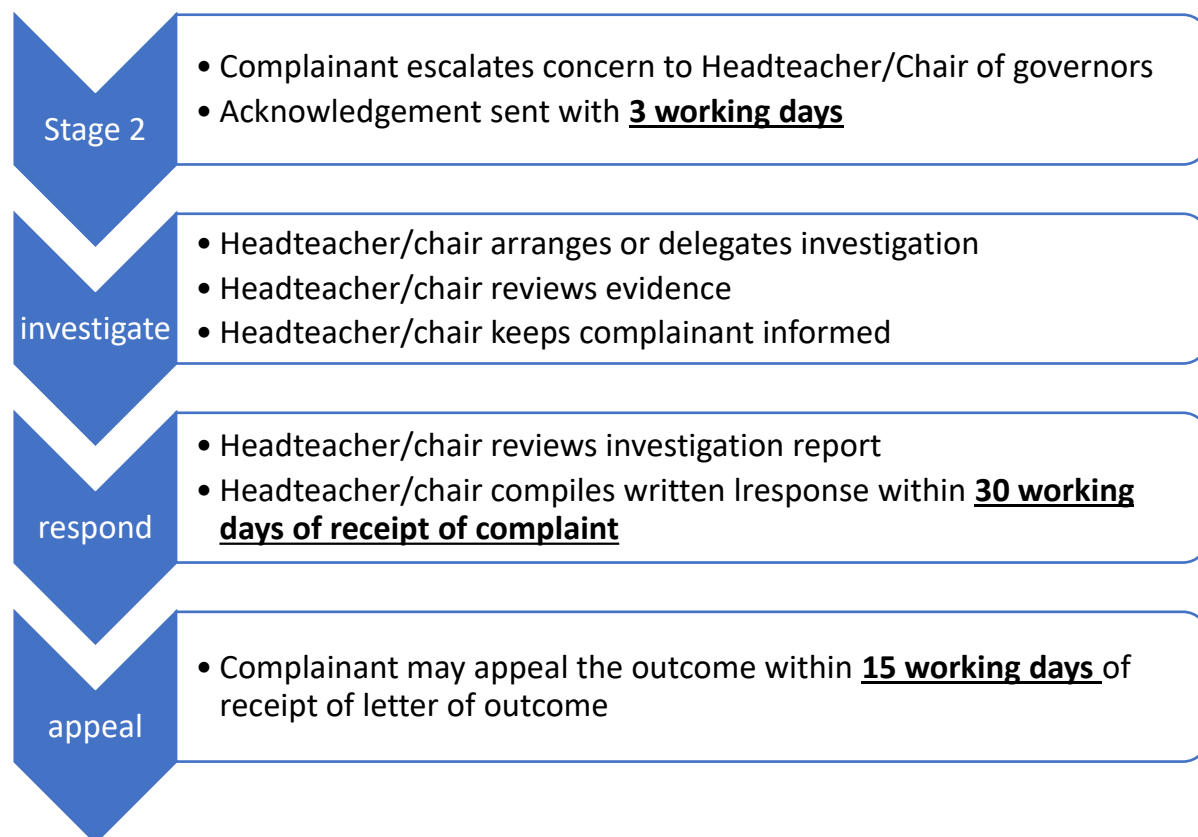 Stage 2
• Complainant escalates concern to Headteacher/Chair of governors
• Acknowledgement sent with 3 working days
investigate
• Headteacher/chair arranges or delegates investigation
• Headteacher/chair reviews evidence
• Headteacher/chair keeps complainant informed
respond
• Headteacher/chair reviews investigation report
• Headteacher/chair compiles written lresponse within 30 working
days of receipt of complaint
appeal
• Complainant may appeal the outcome within 15 working days of
receipt of letter of outcome